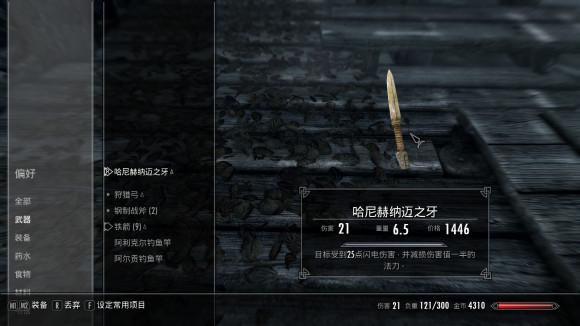 偏好
全部
武器
装备
药水
食物
材料
哈尼赫纳迈之牙
狩猎弓
钢制战斧 (2)
铁箭 (9)
阿利克尔钓鱼竿
阿尔贡钓鱼竿
哈尼赫纳迈之牙
伤害 21 重量 6.5 价格 1446
目标受到25点闪电伤害，并减损伤害值一半的
法力。
M1 M2 装备 R 丢弃 F 设定常用项目
伤害 21 负重 121/300 金币 4310